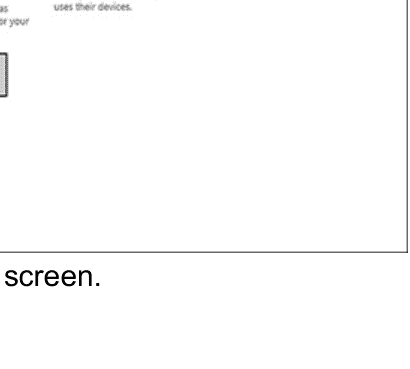 as
uses their devices.
or your
screen.